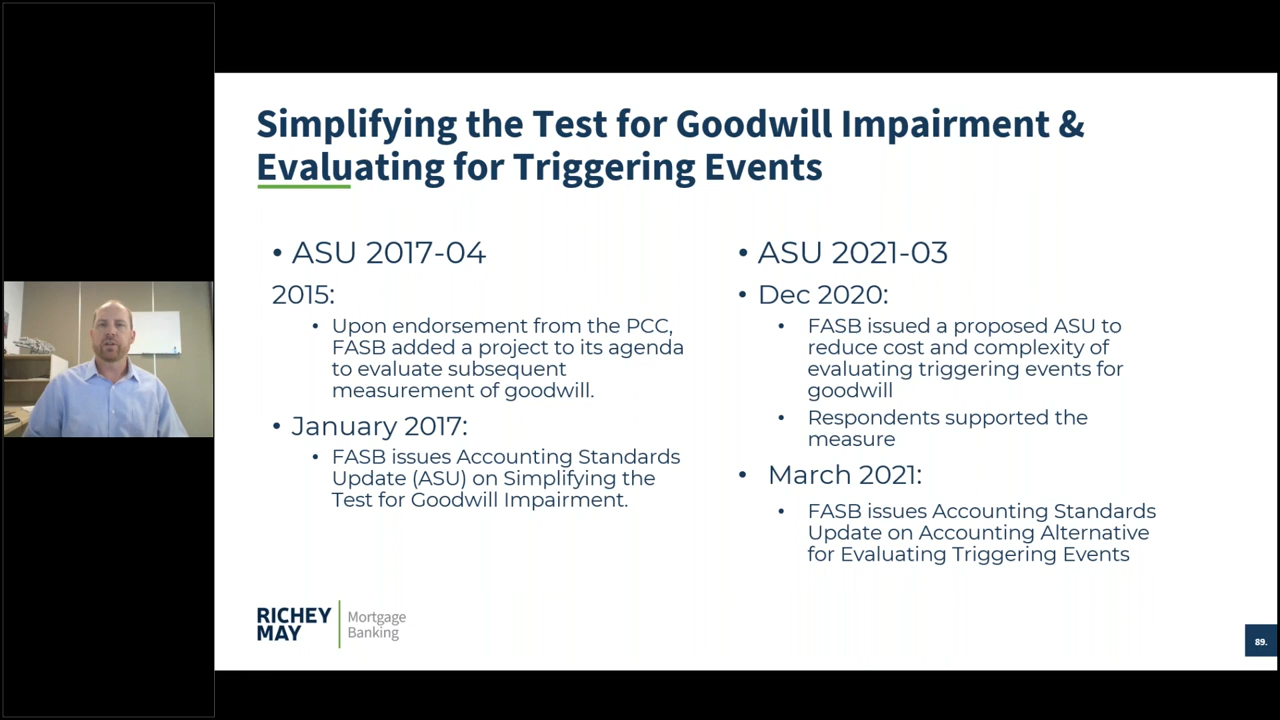 Simplifying the Test for Goodwill Impairment &
Evaluating for Triggering Events
• ASU 2017-04
2015:
• Upon endorsement from the PCC,
FASB added a project to its agenda
to evaluate subsequent
measurement of goodwill.
• January 2017:
• FASB issues Accounting Standards
Update (ASU) on Simplifying the
Test for Goodwill Impairment.
• ASU 2021-03
• Dec 2020:
• FASB issued a proposed ASU to
reduce cost and complexity of
evaluating triggering events for
goodwill
• Respondents supported the
measure
• March 2021:
• FASB issues Accounting Standards
Update on Accounting Alternative
for Evaluating Triggering Events
RICHEY
MAY
Mortgage
Banking
89.